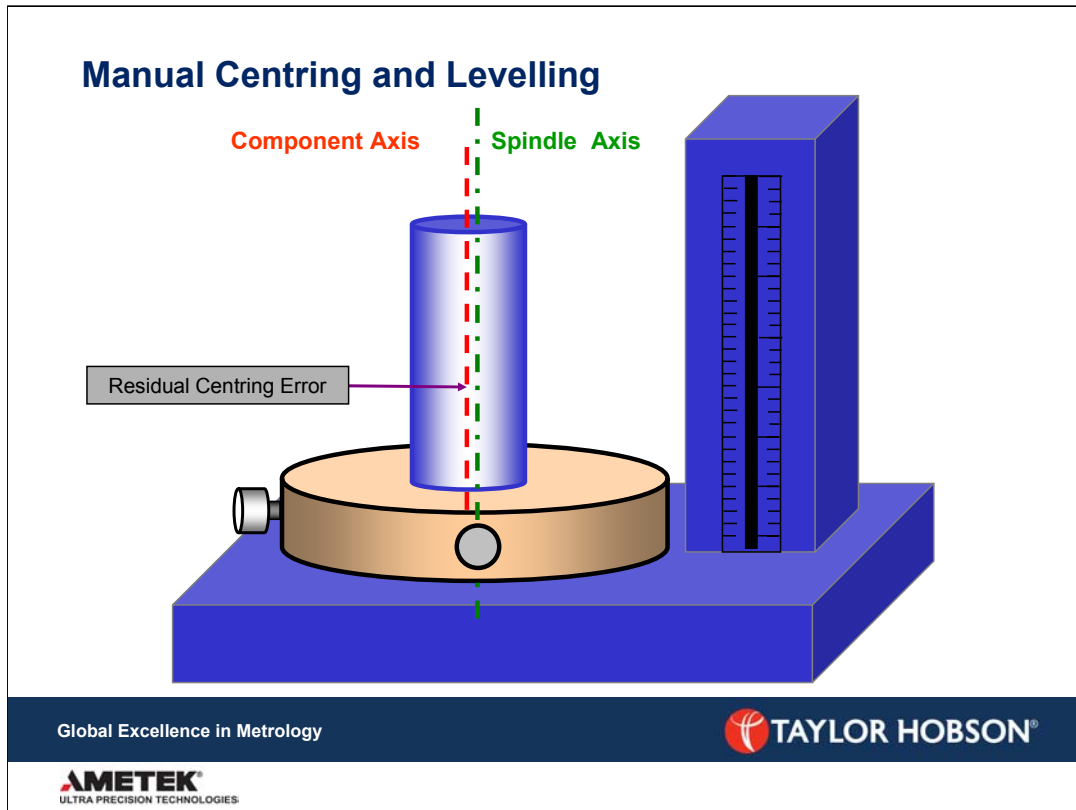 Manual Centring and Levelling
Component Axis
Spindle Axis
Residual Centring Error
Global Excellence in Metrology
TAYLOR HOBSON®
AMETEK®
ULTRA PRECISION TECHNOLOGIES